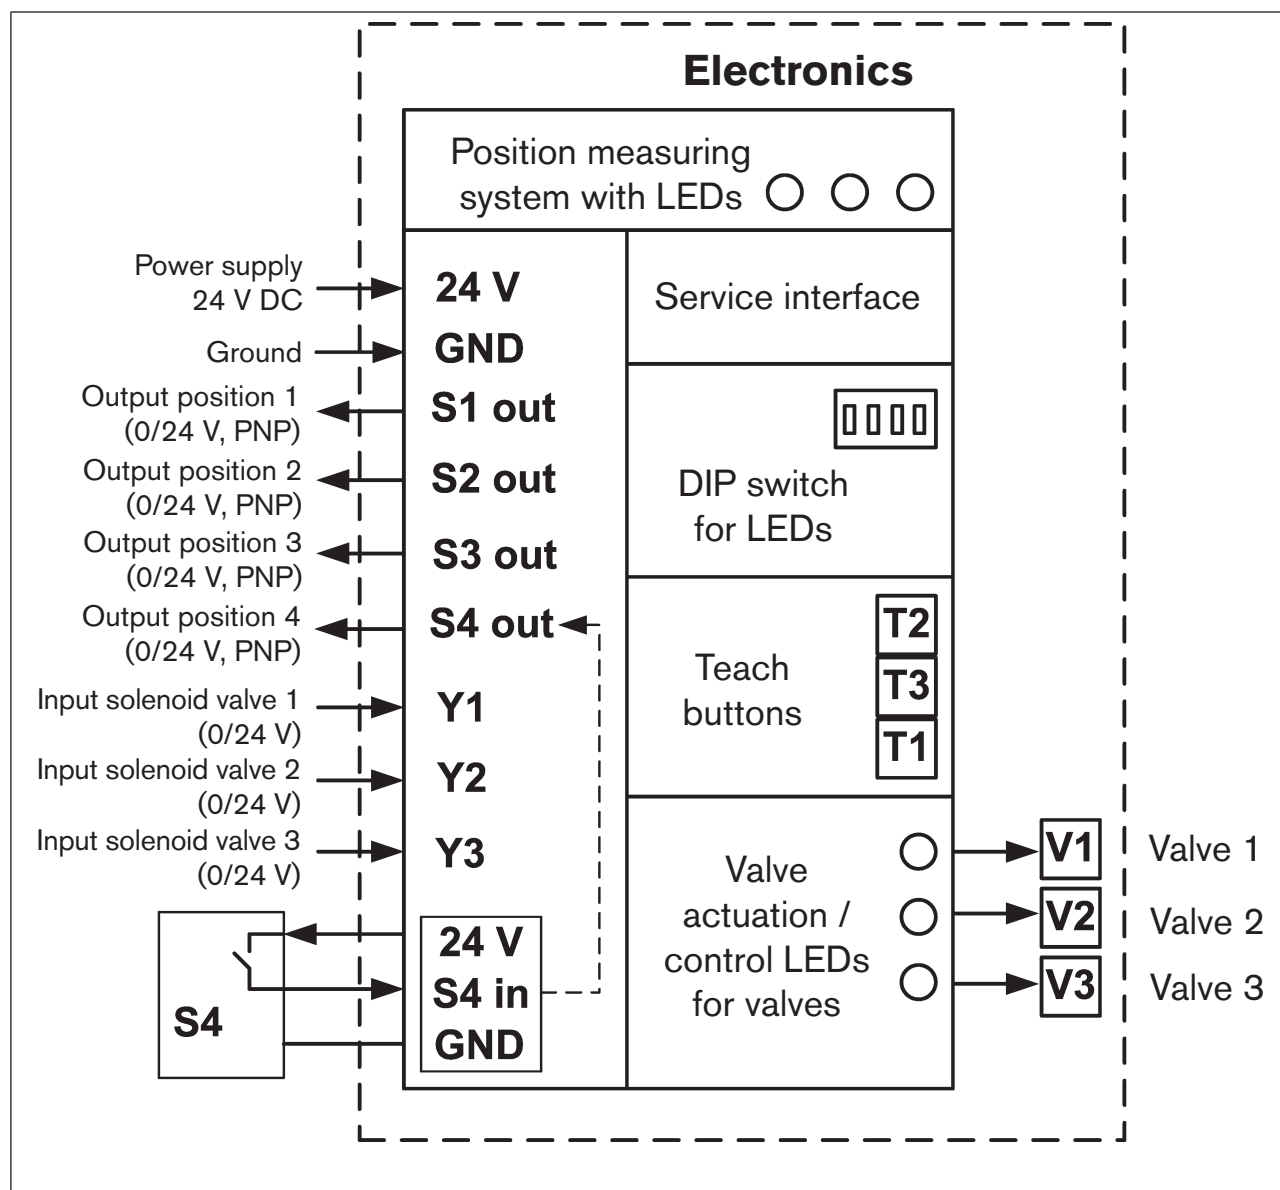 Electronics
Position measuring
system with LEDs
Power supply
24 V DC
24 V
Ground
GND
Output position 1
(0/24 V, PNP)
S1 out
Output position 2
(0/24 V, PNP)
S2 out
Output position 3
(0/24 V, PNP)
S3 out
Output position 4
(0/24 V, PNP)
S4 out
Input solenoid valve 1
(0/24 V)
Y1
Input solenoid valve 2
(0/24 V)
Y2
Input solenoid valve 3
(0/24 V)
Y3
S4
24 V
S4 in
GND
Service interface
DIP switch
for LEDs
Teach
buttons
T2
T3
T1
Valve
actuation /
control LEDs
for valves
V1
Valve 1
V2
Valve 2
V3
Valve 3